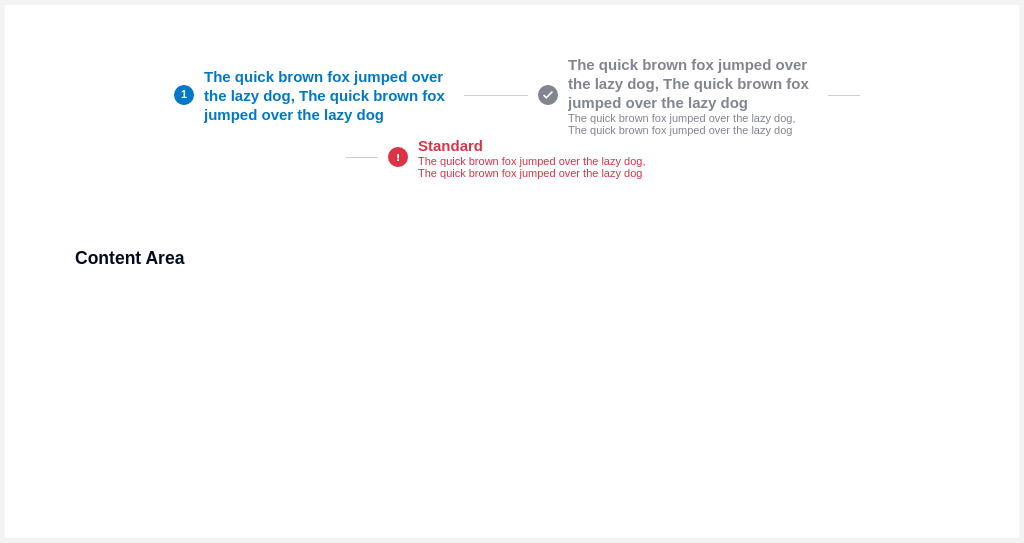 1
The quick brown fox jumped over
the lazy dog, The quick brown fox
jumped over the lazy dog
The quick brown fox jumped over
the lazy dog, The quick brown fox
jumped over the lazy dog
The quick brown fox jumped over the lazy dog,
The quick brown fox jumped over the lazy dog
!
Standard
The quick brown fox jumped over the lazy dog,
The quick brown fox jumped over the lazy dog
Content Area